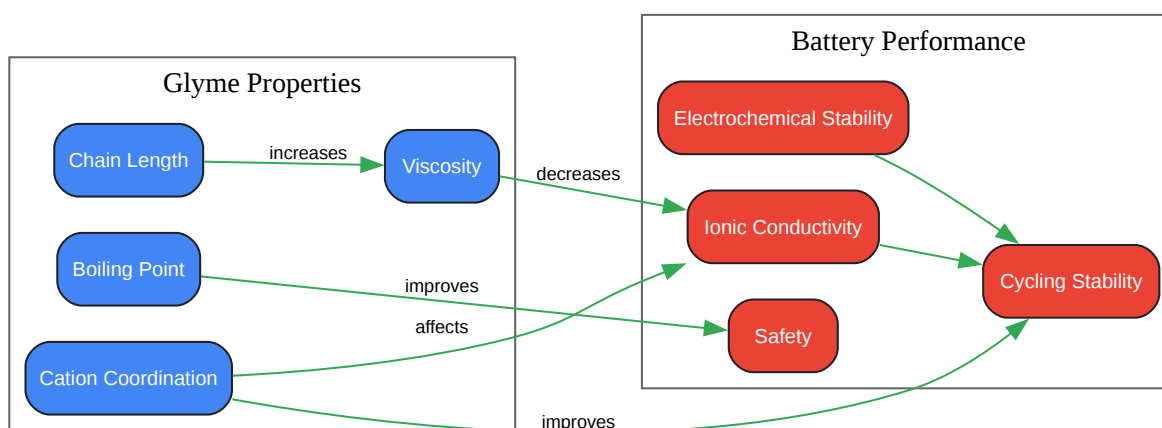 Glyme Properties
Chain Length
increases
Viscosity
Boiling Point
improves
affects
Cation Coordination
improves
decreases
Battery Performance
Electrochemical Stability
Ionic Conductivity
Cycling Stability
Safety